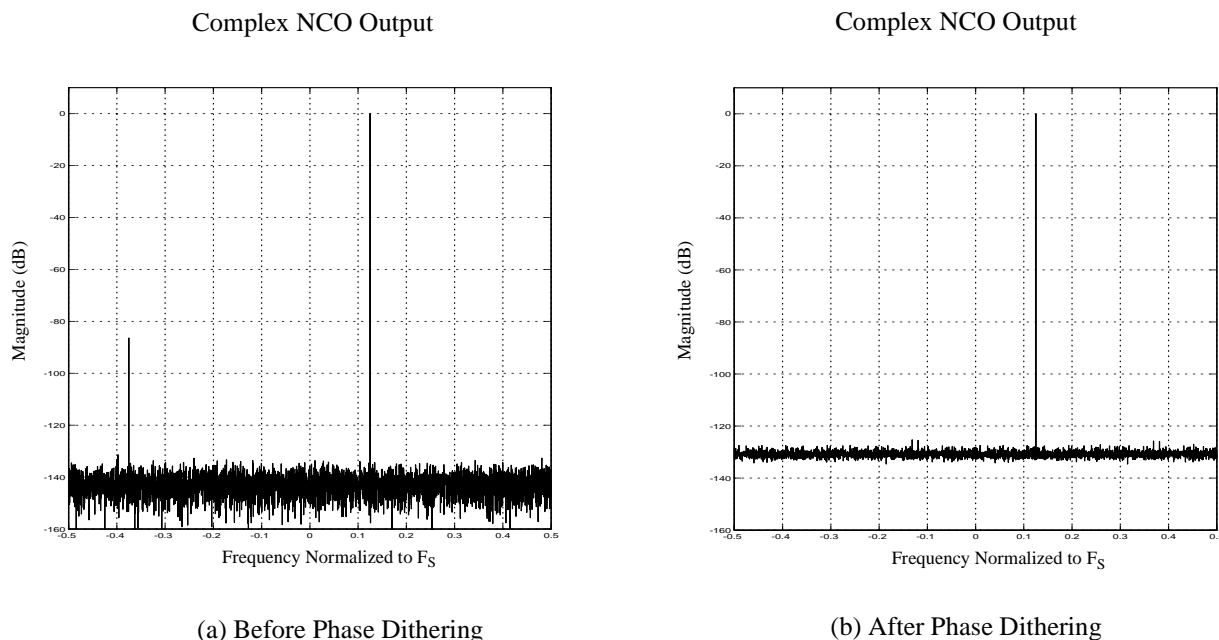 Complex NCO Output
0
-20
-40
-60
-80
-100
-120
-140
-160
Magnitude (dB)
-0.5 -0.4 -0.3 -0.2 -0.1 0 0.1 0.2 0.3 0.4 0.5
Frequency Normalized to FS
(a) Before Phase Dithering
Complex NCO Output
0
-20
-40
-60
-80
-100
-120
-140
-160
Magnitude (dB)
-0.5 -0.4 -0.3 -0.2 -0.1 0 0.1 0.2 0.3 0.4 0.
Frequency Normalized to FS
(b) After Phase Dithering